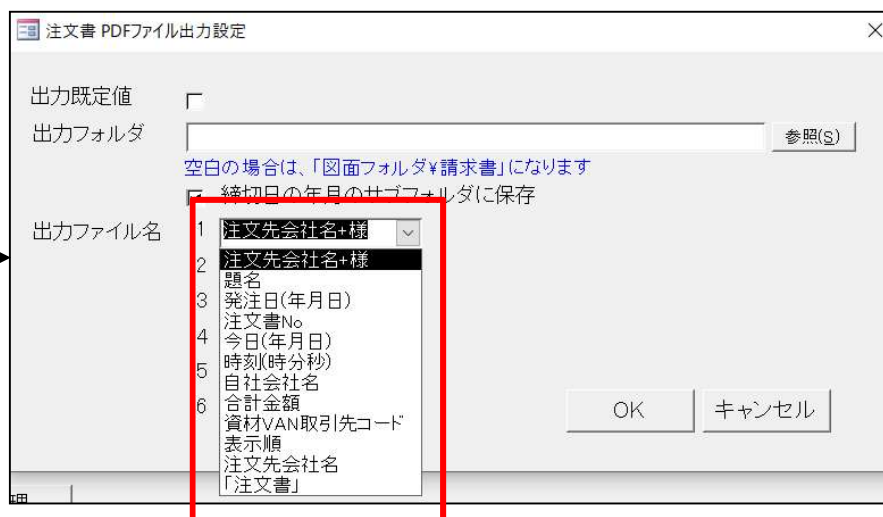 注文書 PDFファイル出力設定
出力既定値
出力フォルダ
参照(S)
空白の場合は、「図面フォルダ¥請求書」になります
締切日の年月のサブフォルダに保存
出力ファイル名
1 注文先会社名+様
2
3
4
5
6
注文先会社名+様
題名
発注日(年月日)
注文書No
今日(年月日)
時刻(時分秒)
自社会社名
合計金額
資材VAN取引先コード
表示順
注文先会社名
「注文書」
OK
キャンセル